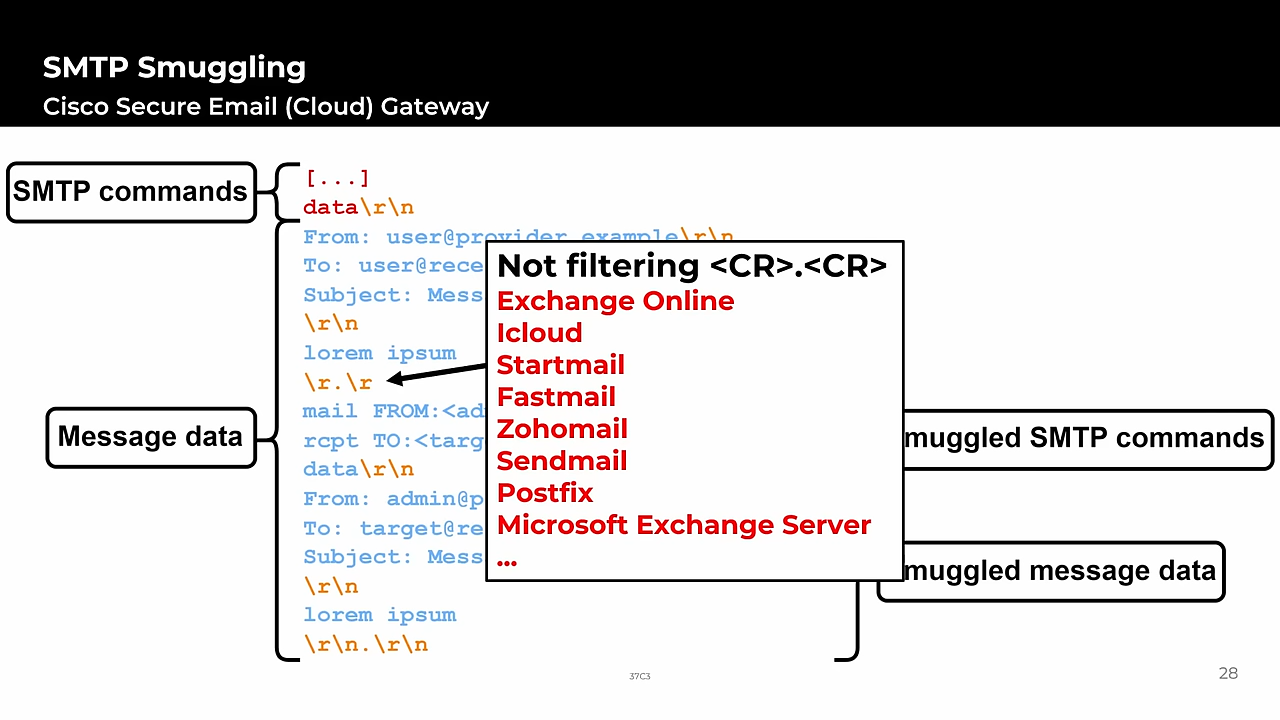 SMTP Smuggling
Cisco Secure Email (Cloud) Gateway
SMTP commands
[...]
data\r\n
From: user@provider.example\r\n
To: user@rece
Subject: Mess
\r\n
lorem ipsum
\r.\r
mail FROM:<ad
rcpt TO:<targ
data\r\n
From: admin@p
To: target@re
Subject: Mess
\r\n
lorem ipsum
\r\n.\r\n
Message data
Not filtering <CR>.<CR>
Exchange Online
Icloud
Startmail
Fastmail
Zohomail
Sendmail
Postfix
Microsoft Exchange Server
...
muggled SMTP commands
muggled message data
37C3
28